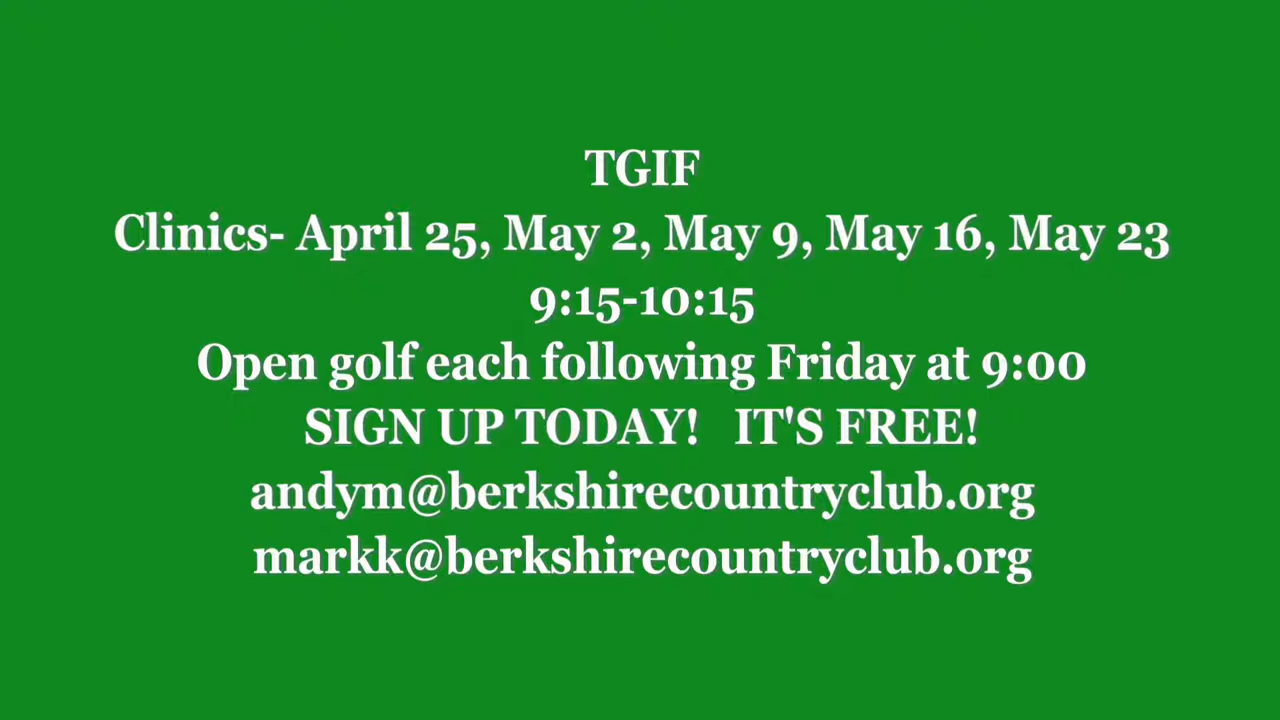 TGIF
Clinics- April 25, May 2, May 9, May 16, May 23
9:15-10:15
Open golf each following Friday at 9:00
SIGN UP TODAY!   IT'S FREE!
andym@berkshirecountryclub.org
markk@berkshirecountryclub.org